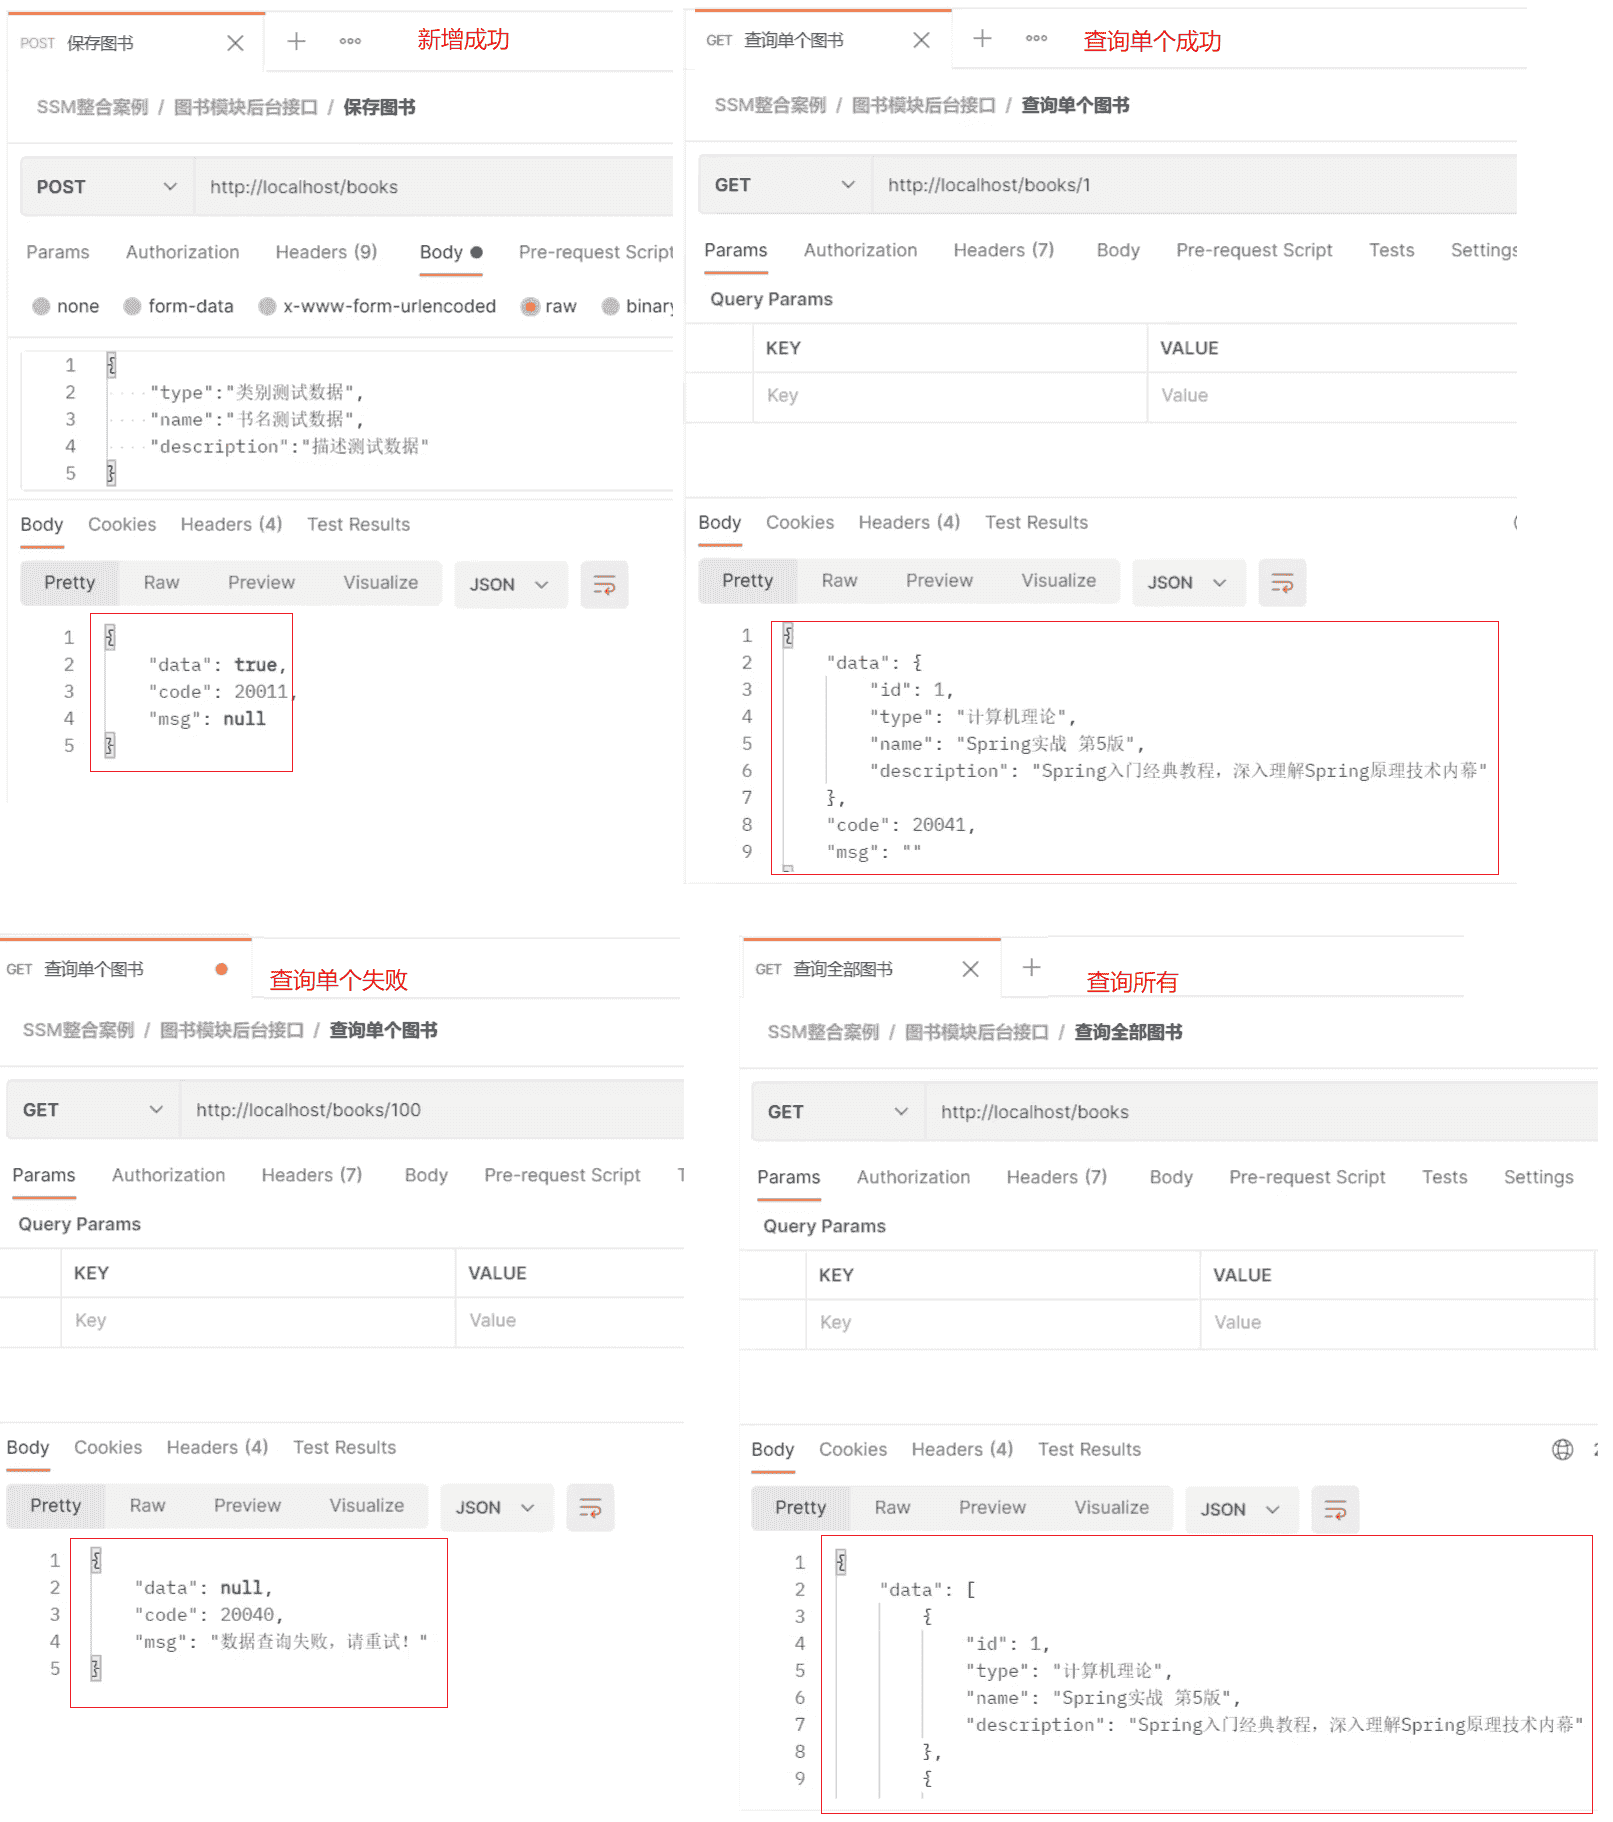 POST 保存图书
新增成功
SSM整合案例 / 图书模块后台接口 / 保存图书
POST http://localhost/books
Params Authorization Headers (9) Body Pre-request Script
none form-data x-www-form-urlencoded raw binary
1 {
2 "type":"类别测试数据",
3 "name":"书名测试数据",
4 "description":"描述测试数据"
5 }
Body Cookies Headers (4) Test Results
Pretty Raw Preview Visualize JSON
1 {
2 "data": true,
3 "code": 20011,
4 "msg": null
5 }
GET 查询单个图书
查询单个成功
SSM整合案例 / 图书模块后台接口 / 查询单个图书
GET http://localhost/books/1
Params Authorization Headers (7) Body Pre-request Script Tests Settings
Query Params
KEY VALUE
Key Value
Body Cookies Headers (4) Test Results
Pretty Raw Preview Visualize JSON
1 {
2 "data": {
3 "id": 1,
4 "type": "计算机理论",
5 "name": "Spring实战 第5版",
6 "description": "Spring入门经典教程，深入理解Spring原理技术内幕"
7 },
8 "code": 20041,
9 "msg": ""
GET 查询单个图书
查询单个失败
SSM整合案例 / 图书模块后台接口 / 查询单个图书
GET http://localhost/books/100
Params Authorization Headers (7) Body Pre-request Script
Query Params
KEY VALUE
Key Value
Body Cookies Headers (4) Test Results
Pretty Raw Preview Visualize JSON
1 {
2 "data": null,
3 "code": 20040,
4 "msg": "数据查询失败，请重试！"
5 }
GET 查询全部图书
查询所有
SSM整合案例 / 图书模块后台接口 / 查询全部图书
GET http://localhost/books
Params Authorization Headers (7) Body Pre-request Script Tests Settings
Query Params
KEY VALUE
Key Value
Body Cookies Headers (4) Test Results
Pretty Raw Preview Visualize JSON
1 {
2 "data": [
3 {
4 "id": 1,
5 "type": "计算机理论",
6 "name": "Spring实战 第5版",
7 "description": "Spring入门经典教程，深入理解Spring原理技术内幕"
8 },
9 {